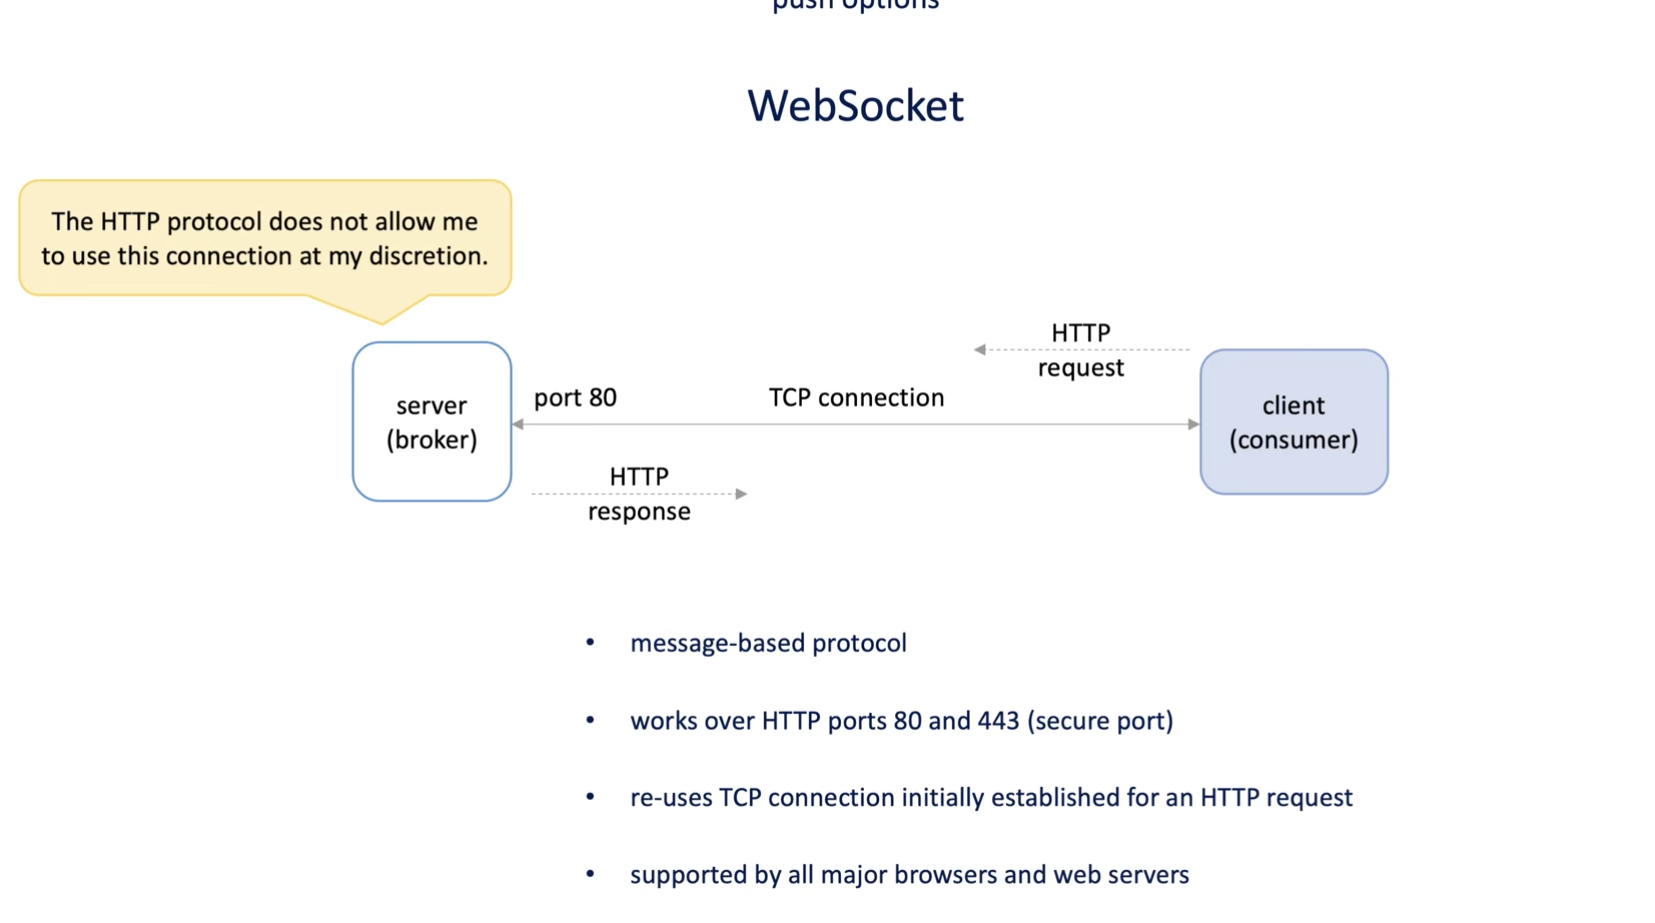 push options
WebSocket
The HTTP protocol does not allow me
to use this connection at my discretion.
HTTP
request
port 80
TCP connection
server
(broker)
client
(consumer)
HTTP
response
• message-based protocol
• works over HTTP ports 80 and 443 (secure port)
• re-uses TCP connection initially established for an HTTP request
• supported by all major browsers and web servers